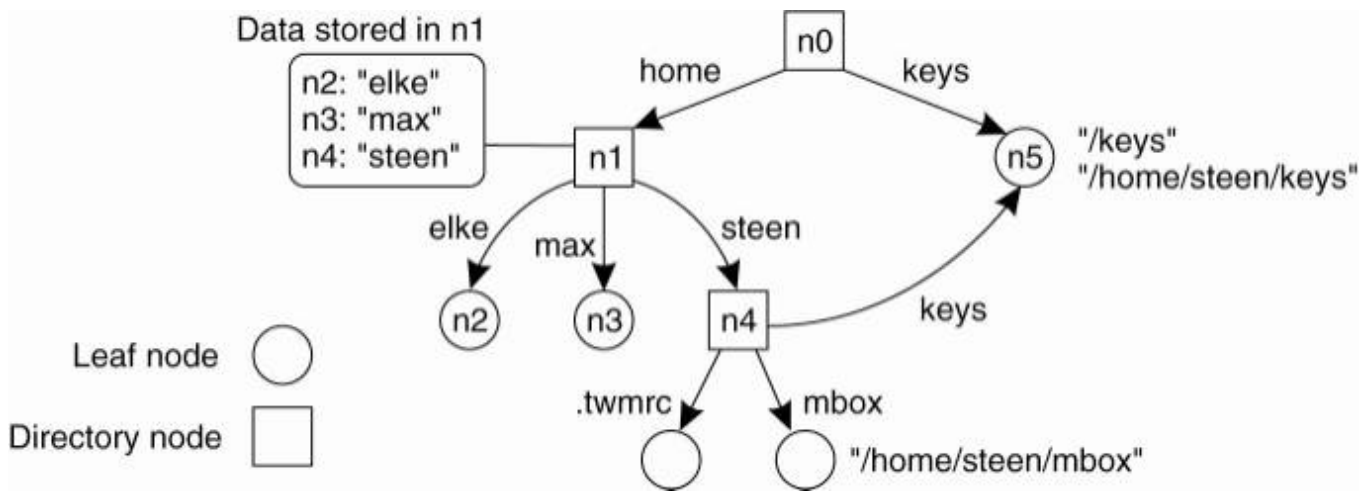 Data stored in n1
n2: "elke"
n3: "max"
n4: "steen"
n0
home
keys
n1
n5
"/keys"
"/home/steen/keys"
elke
max
steen
n2
n3
n4
keys
Leaf node
.twmrc
mbox
Directory node
"/home/steen/mbox"